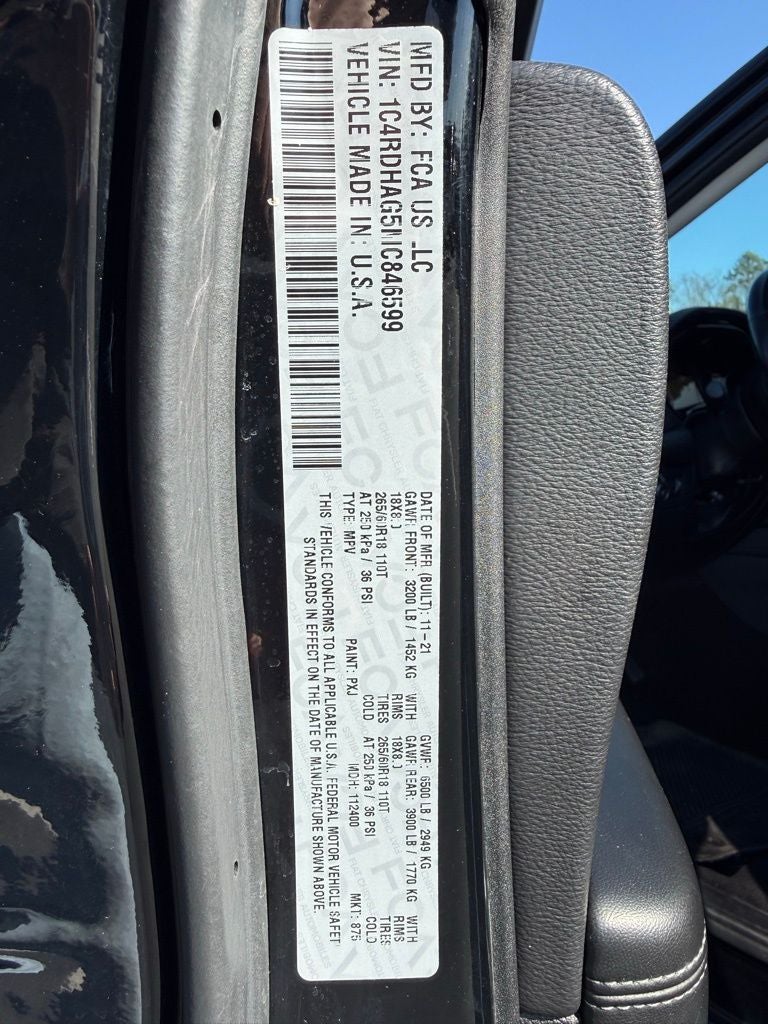 MFD BY: FCA US LLC
VIN: 1C4RDHAG5MC846599
VEHICLE MADE IN: U.S.A.
DATE OF MFR (BUILT): 11-21 GVWR: 6500 LB / 2949 KG
GAWR FRONT: 3200 LB / 1452 KG WITH GAWR REAR: 3900 LB / 1770 KG WITH
18X8.0 RIMS 18X8.0 RIMS
265/60R18 110T TIRES 265/60R18 110T TIRES
AT 250 kPa / 36 PSI COLD AT 250 kPa / 36 PSI COLD
TYPE: MPV PAINT: PXJ MDH: 112400 MKT: 875
THIS VEHICLE CONFORMS TO ALL APPLICABLE U.S.A. FEDERAL MOTOR VEHICLE SAFETY
STANDARDS IN EFFECT ON THE DATE OF MANUFACTURE SHOWN ABOVE.